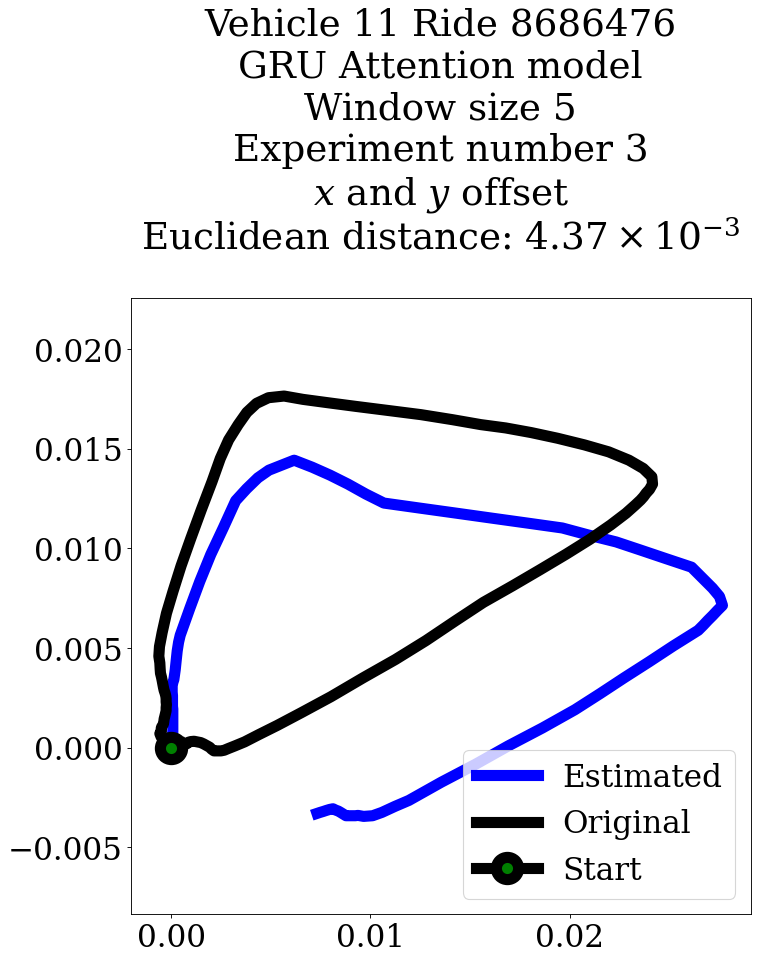 Vehicle 11 Ride 8686476
GRU Attention model
Window size 5
Experiment number 3
x and y offset
Euclidean distance: 4.37 × 10⁻³
0.020
0.015
0.010
0.005
0.000
−0.005
Estimated
Original
Start
0.00 0.01 0.02